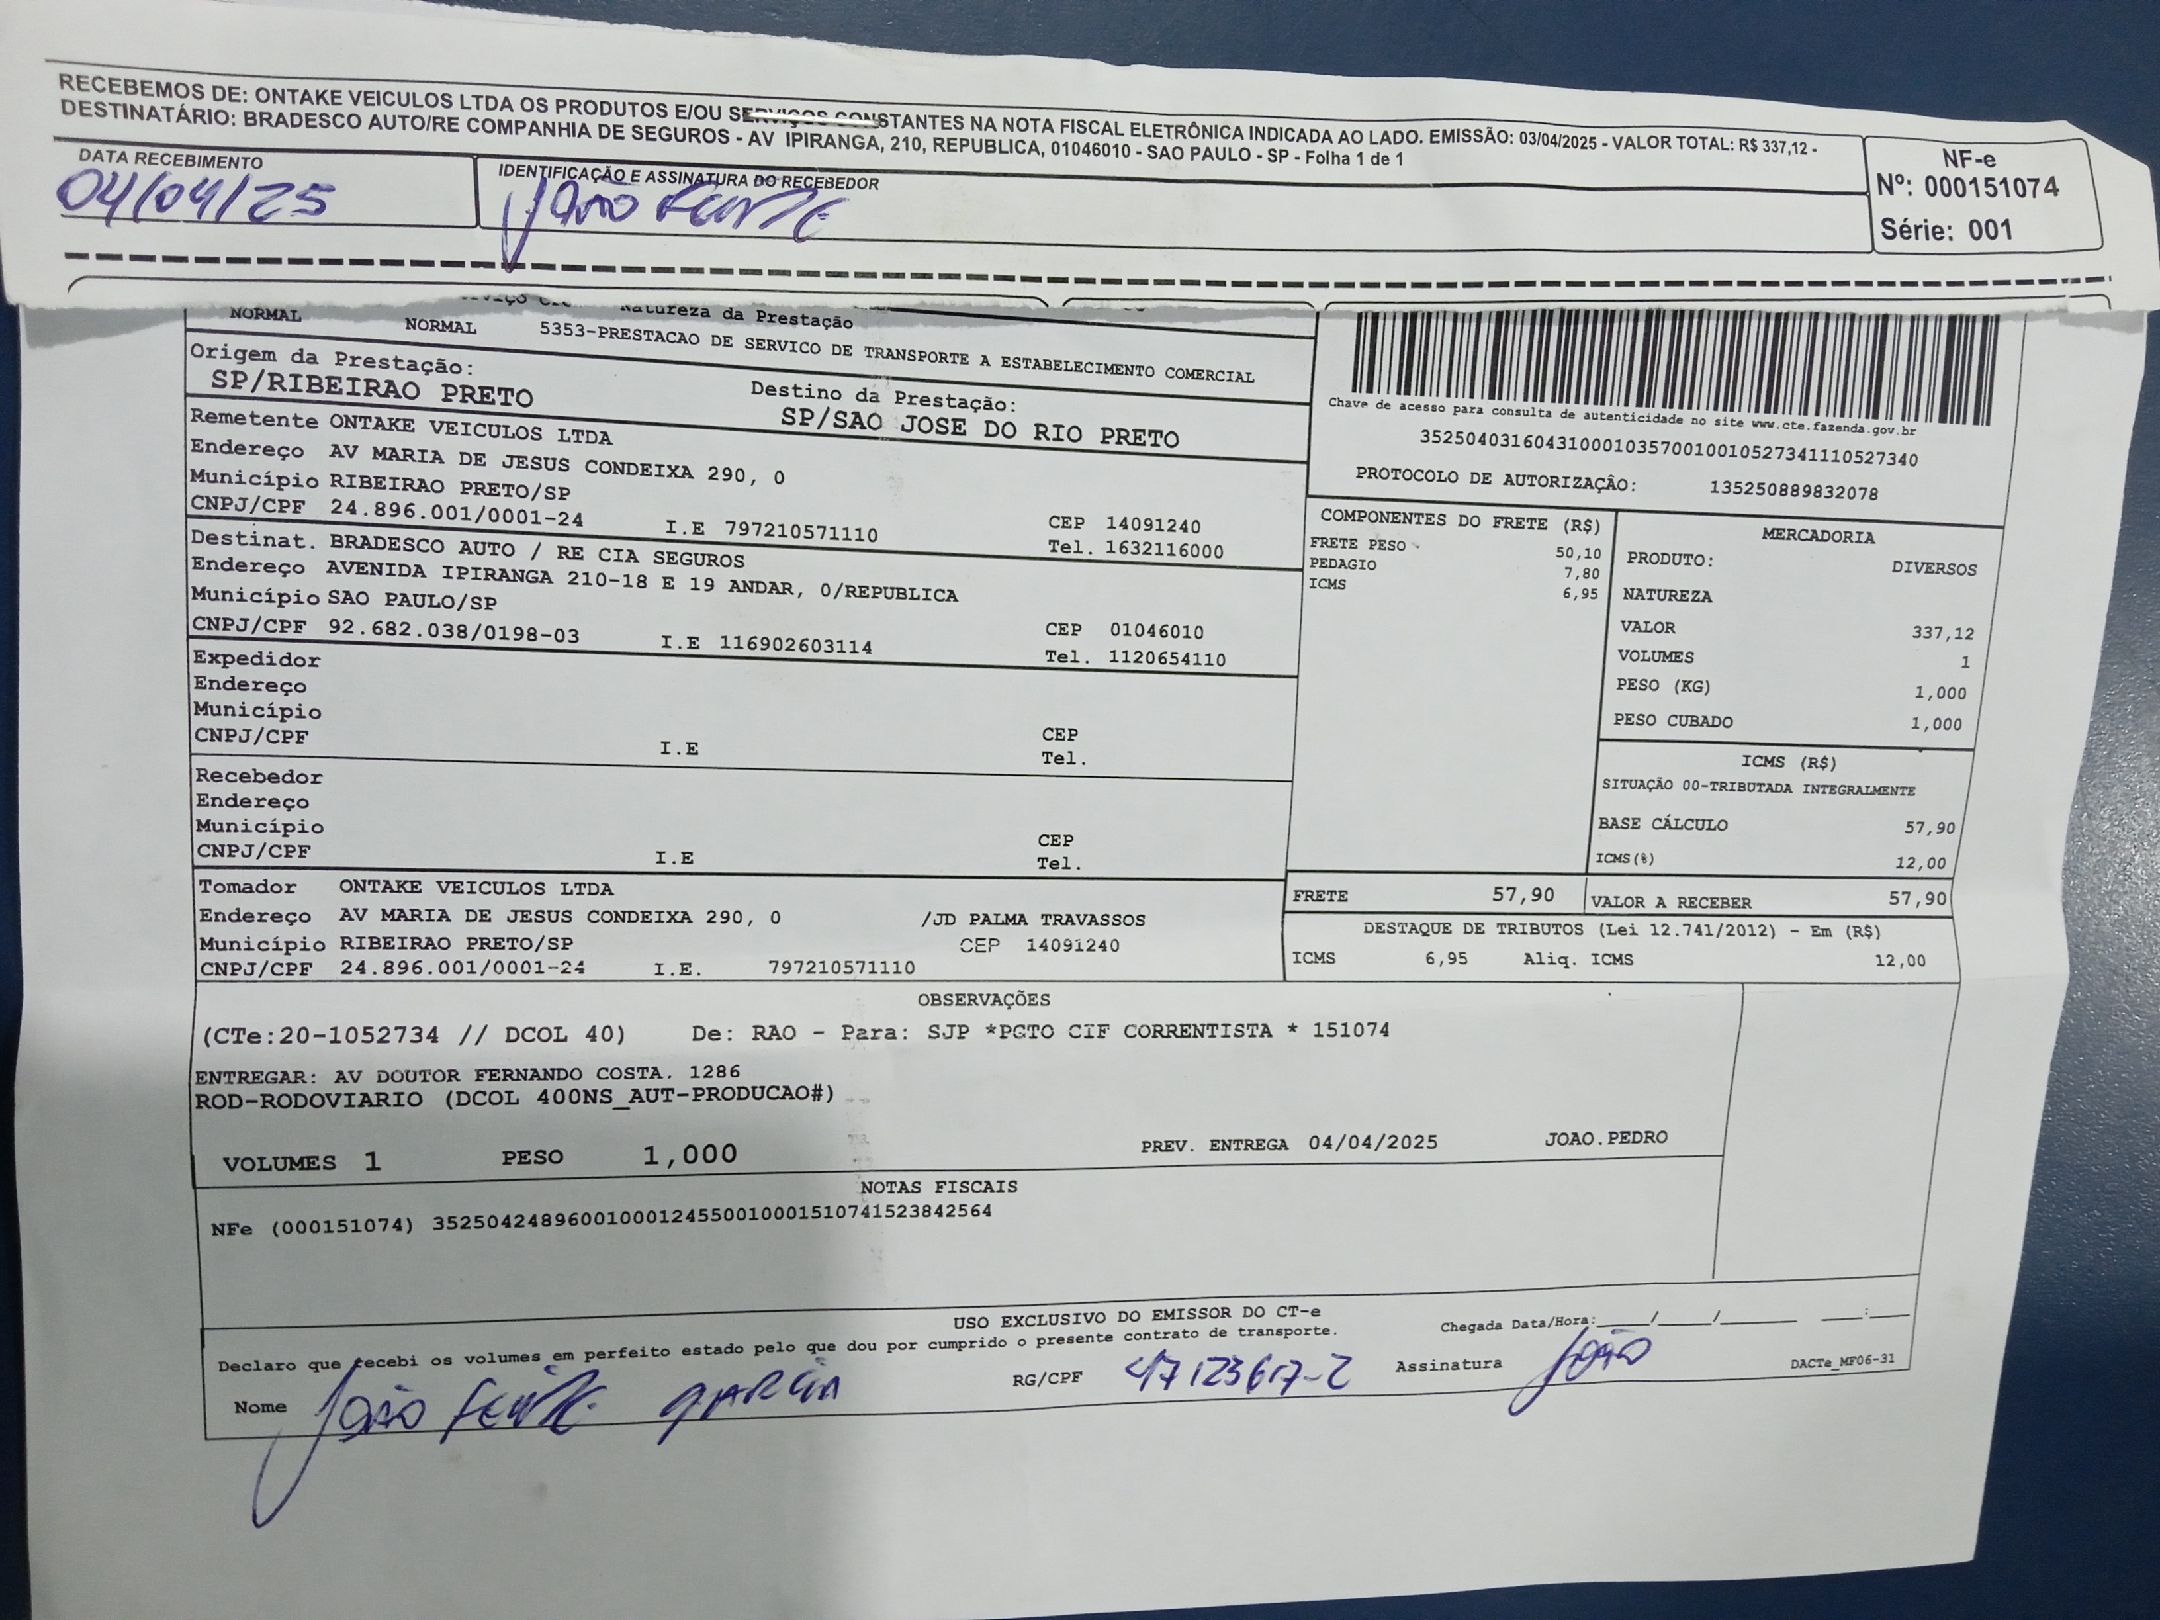 RECEBEMOS DE: ONTAKE VEICULOS LTDA OS PRODUTOS E/OU SERVIÇOS CONSTANTES NA NOTA FISCAL ELETRÔNICA INDICADA AO LADO. EMISSÃO: 03/04/2025 - VALOR TOTAL: R$ 337,12 -
DESTINATÁRIO: BRADESCO AUTO/RE COMPANHIA DE SEGUROS - AV IPIRANGA, 210, REPUBLICA, 01046010 - SAO PAULO - SP - Folha 1 de 1
NF-e
Nº: 000151074
Série: 001
DATA RECEBIMENTO
04/04/25
IDENTIFICAÇÃO E ASSINATURA DO RECEBEDOR
João
Natureza da Prestação
NORMAL NORMAL 5353-PRESTACAO DE SERVICO DE TRANSPORTE A ESTABELECIMENTO COMERCIAL
Origem da Prestação:
SP/RIBEIRAO PRETO
Destino da Prestação:
SP/SAO JOSE DO RIO PRETO
Chave de acesso para consulta de autenticidade no site www.cte.fazenda.gov.br
35250403160431000103570010010527341110527340
PROTOCOLO DE AUTORIZAÇÃO: 135250889832078
Remetente ONTAKE VEICULOS LTDA
Endereço AV MARIA DE JESUS CONDEIXA 290, 0
Município RIBEIRAO PRETO/SP CEP 14091240
CNPJ/CPF 24.896.001/0001-24 I.E 797210571110 Tel. 1632116000
Destinat. BRADESCO AUTO / RE CIA SEGUROS
Endereço AVENIDA IPIRANGA 210-18 E 19 ANDAR, 0/REPUBLICA
Município SAO PAULO/SP CEP 01046010
CNPJ/CPF 92.682.038/0198-03 I.E 116902603114 Tel. 1120654110
Expedidor
Endereço
Município CEP
CNPJ/CPF I.E Tel.
Recebedor
Endereço
Município CEP
CNPJ/CPF I.E Tel.
Tomador ONTAKE VEICULOS LTDA
Endereço AV MARIA DE JESUS CONDEIXA 290, 0 /JD PALMA TRAVASSOS
Município RIBEIRAO PRETO/SP CEP 14091240
CNPJ/CPF 24.896.001/0001-24 I.E. 797210571110
COMPONENTES DO FRETE (R$)
FRETE PESO 50,10
PEDAGIO 7,80
ICMS 6,95
MERCADORIA
PRODUTO: DIVERSOS
NATUREZA
VALOR 337,12
VOLUMES 1
PESO (KG) 1,000
PESO CUBADO 1,000
ICMS (R$)
SITUAÇÃO 00-TRIBUTADA INTEGRALMENTE
BASE CÁLCULO 57,90
ICMS(%) 12,00
FRETE 57,90 VALOR A RECEBER 57,90
DESTAQUE DE TRIBUTOS (Lei 12.741/2012) - Em (R$)
ICMS 6,95 Aliq. ICMS 12,00
OBSERVAÇÕES
(CTe:20-1052734 // DCOL 40) De: RAO - Para: SJP *PGTO CIF CORRENTISTA * 151074
ENTREGAR: AV DOUTOR FERNANDO COSTA. 1286
ROD-RODOVIARIO (DCOL 400NS_AUT-PRODUCAO#)
VOLUMES 1 PESO 1,000 PREV. ENTREGA 04/04/2025 JOAO.PEDRO
NOTAS FISCAIS
NFe (000151074) 35250424896001000124550010001510741523842564
USO EXCLUSIVO DO EMISSOR DO CT-e
Declaro que recebi os volumes em perfeito estado pelo que dou por cumprido o presente contrato de transporte.
Chegada Data/Hora:_____/_____/_______ ____:____
Nome João Garcia RG/CPF 47123617-2 Assinatura João
DACTe_MF06-31